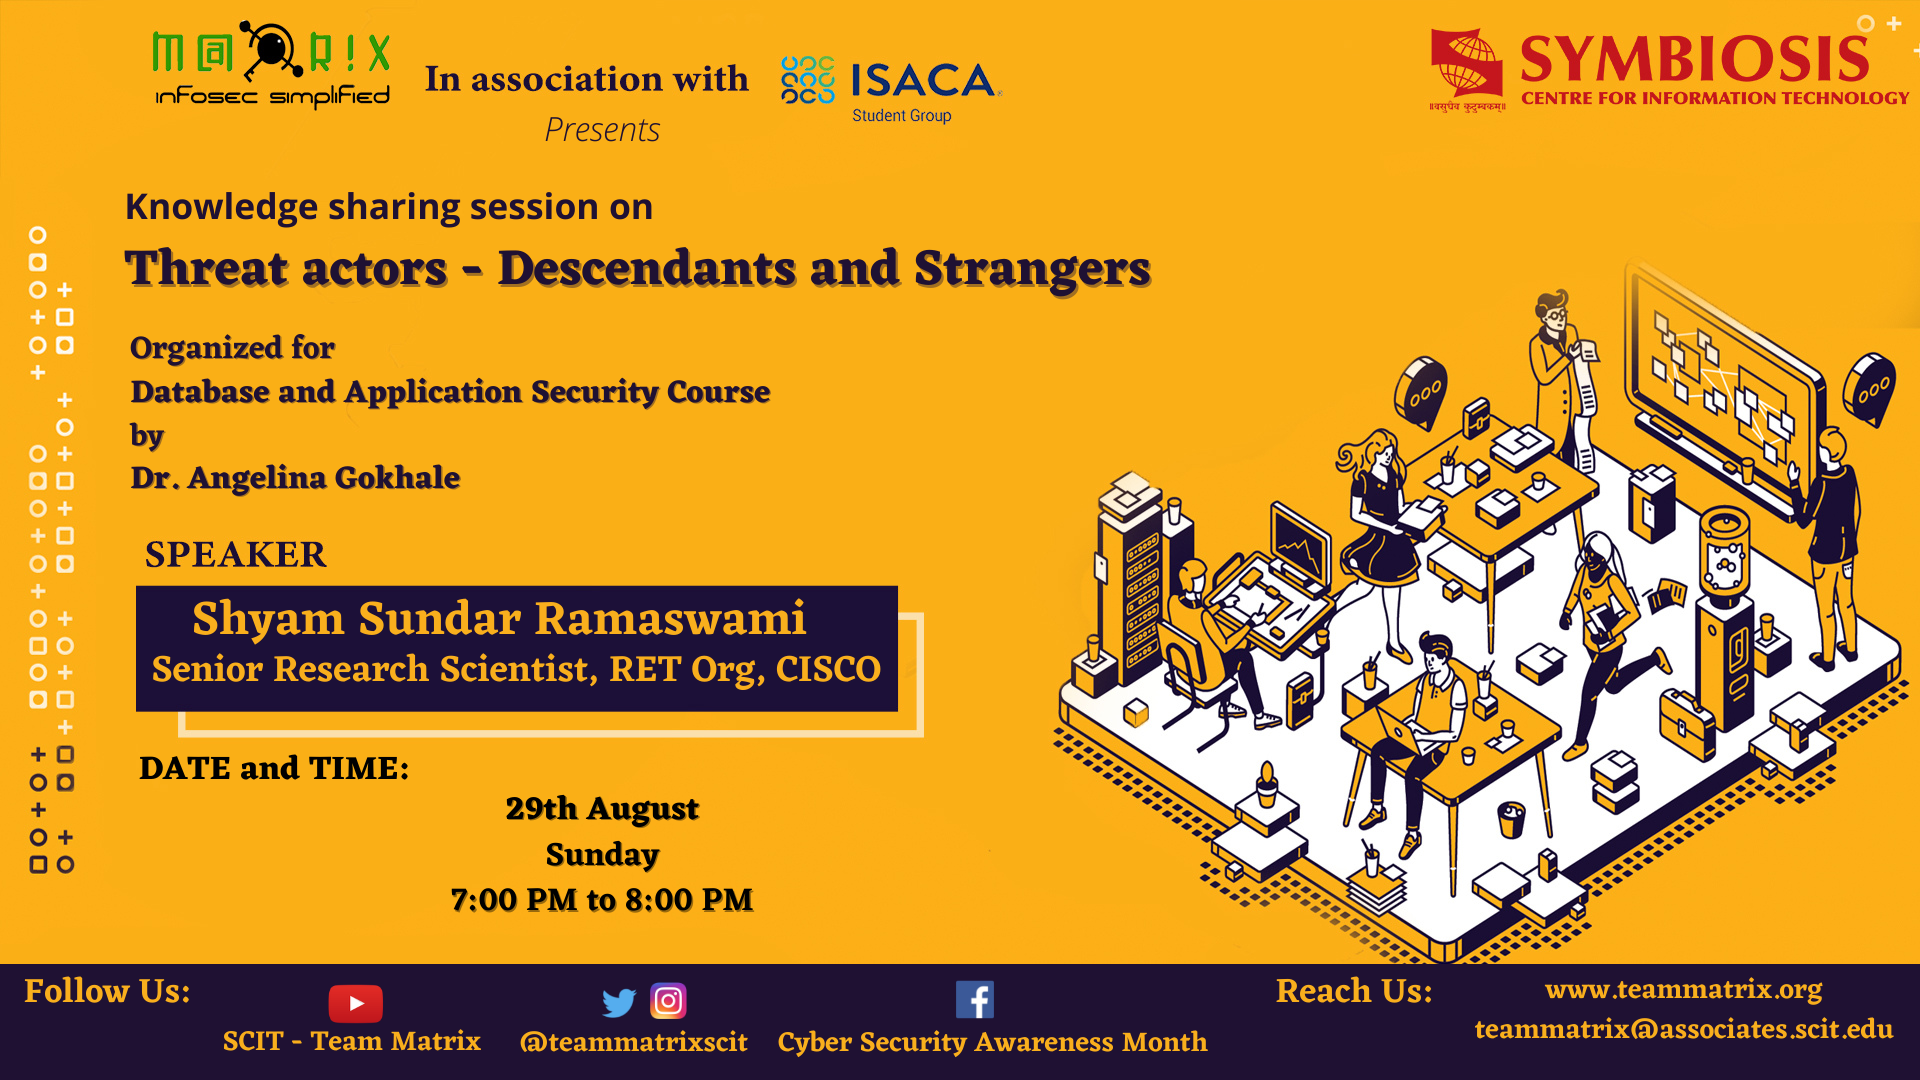 M@TRIX
infosec simplified
In association with
Presents
ISACA
Student Group
SYMBIOSIS
CENTRE FOR INFORMATION TECHNOLOGY
॥वसुधैव कुटुम्बकम्॥
Knowledge sharing session on
Threat actors - Descendants and Strangers
Organized for
Database and Application Security Course
by
Dr. Angelina Gokhale
SPEAKER
Shyam Sundar Ramaswami
Senior Research Scientist, RET Org, CISCO
DATE and TIME:
29th August
Sunday
7:00 PM to 8:00 PM
Follow Us:
SCIT - Team Matrix
@teammatrixscit
Cyber Security Awareness Month
Reach Us:
www.teammatrix.org
teammatrix@associates.scit.edu